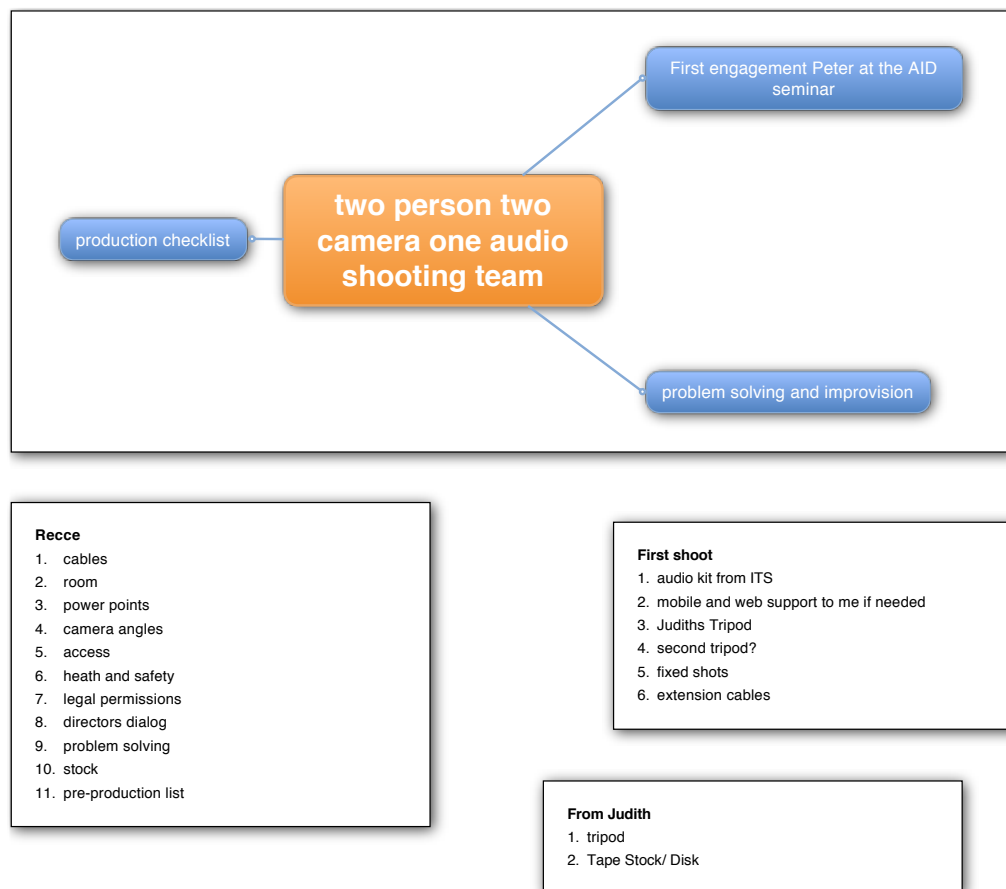 First engagement Peter at the AID
seminar
two person two
camera one audio
shooting team
production checklist
problem solving and improvision
Recce
1. cables
2. room
3. power points
4. camera angles
5. access
6. heath and safety
7. legal permissions
8. directors dialog
9. problem solving
10. stock
11. pre-production list
First shoot
1. audio kit from ITS
2. mobile and web support to me if needed
3. Judiths Tripod
4. second tripod?
5. fixed shots
6. extension cables
From Judith
1. tripod
2. Tape Stock/ Disk